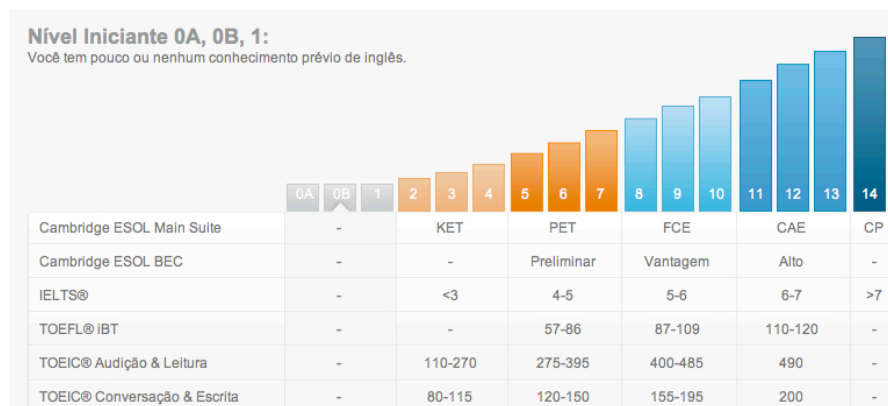 Nível Iniciante 0A, 0B, 1:
Você tem pouco ou nenhum conhecimento prévio de inglês.
0A 0B 1 2 3 4 5 6 7 8 9 10 11 12 13 14
Cambridge ESOL Main Suite - KET PET FCE CAE CP
Cambridge ESOL BEC - - Preliminar Vantagem Alto -
IELTS® - <3 4-5 5-6 6-7 >7
TOEFL® iBT - - 57-86 87-109 110-120 -
TOEIC® Audição & Leitura - 110-270 275-395 400-485 490 -
TOEIC® Conversação & Escrita - 80-115 120-150 155-195 200 -